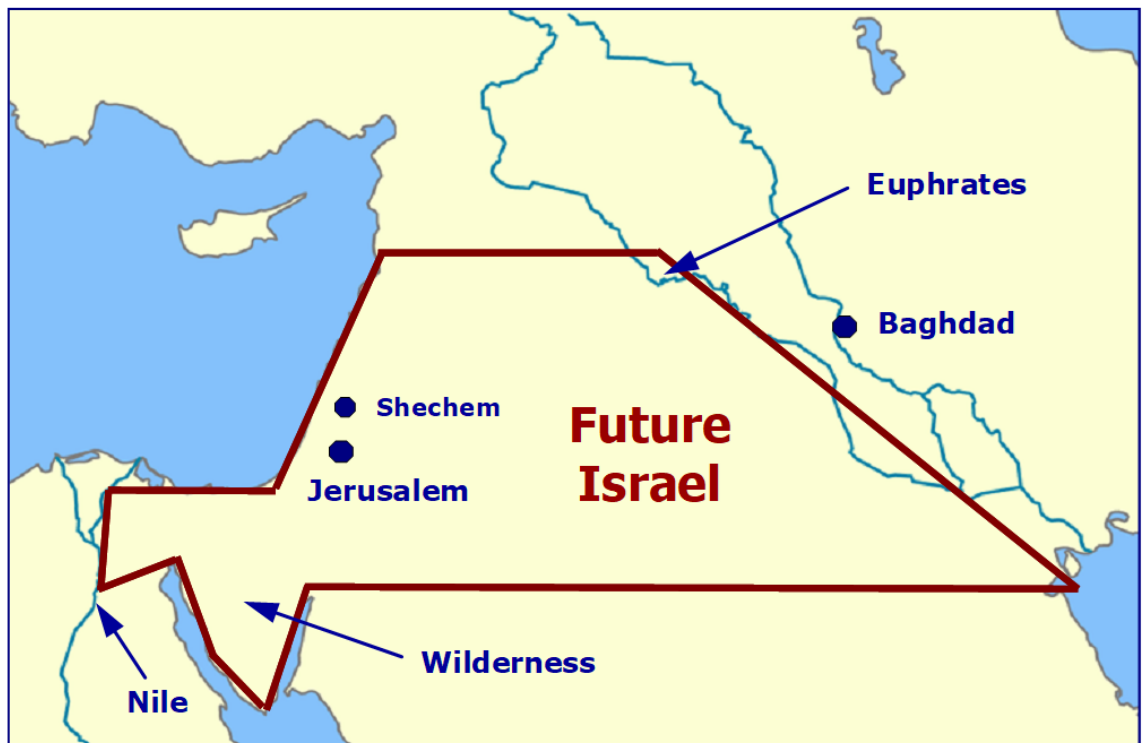 Euphrates
Baghdad
Shechem
Future
Israel
Jerusalem
Wilderness
Nile